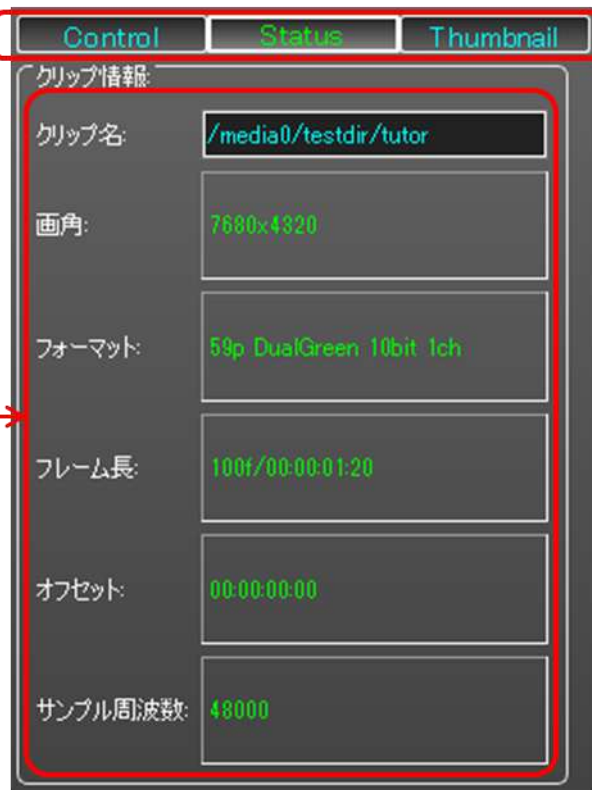 Control Status Thumbnail
クリップ情報:
クリップ名: /media0/testdir/tutor
画角: 7680x4320
フォーマット: 59p DualGreen 10bit 1ch
フレーム長: 100f/00:00:01:20
オフセット: 00:00:00:00
サンプル周波数: 48000